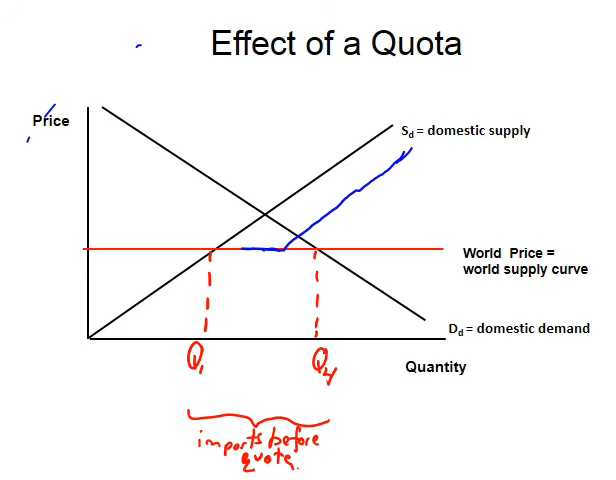 Effect of a Quota
Price
Sd = domestic supply
World Price =
world supply curve
Dd = domestic demand
Q1
Q4
Quantity
imports before
quota.